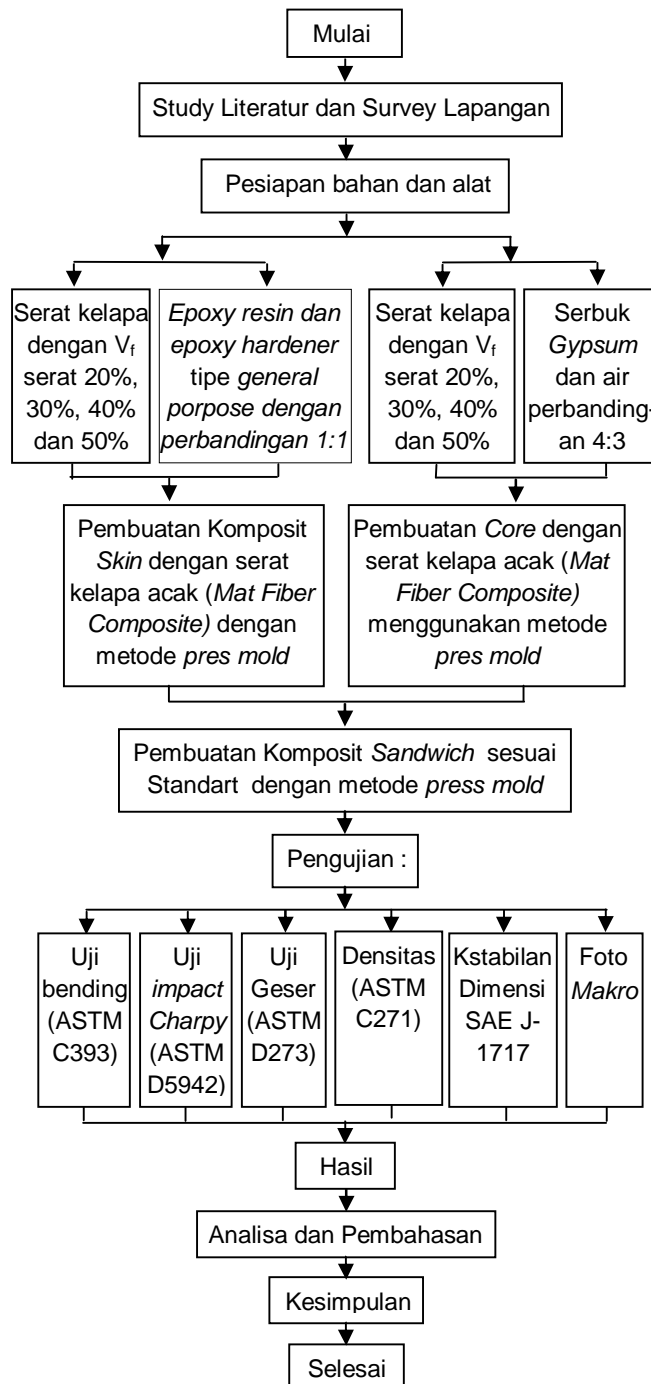 Mulai
Study Literatur dan Survey Lapangan
Pesiapan bahan dan alat
Serat kelapa
dengan Vf
serat 20%,
30%, 40%
dan 50%
Epoxy resin dan
epoxy hardener
tipe general
porpose dengan
perbandingan 1:1
Serat kelapa
dengan Vf
serat 20%,
30%, 40%
dan 50%
Serbuk
Gypsum
dan air
perbanding-
an 4:3
Pembuatan Komposit
Skin dengan serat
kelapa acak (Mat Fiber
Composite) dengan
metode pres mold
Pembuatan Core dengan
serat kelapa acak (Mat
Fiber Composite)
menggunakan metode
pres mold
Pembuatan Komposit Sandwich sesuai
Standart dengan metode press mold
Pengujian :
Uji
bending
(ASTM
C393)
Uji
impact
Charpy
(ASTM
D5942)
Uji
Geser
(ASTM
D273)
Densitas
(ASTM
C271)
Kstabilan
Dimensi
SAE J-
1717
Foto
Makro
Hasil
Analisa dan Pembahasan
Kesimpulan
Selesai